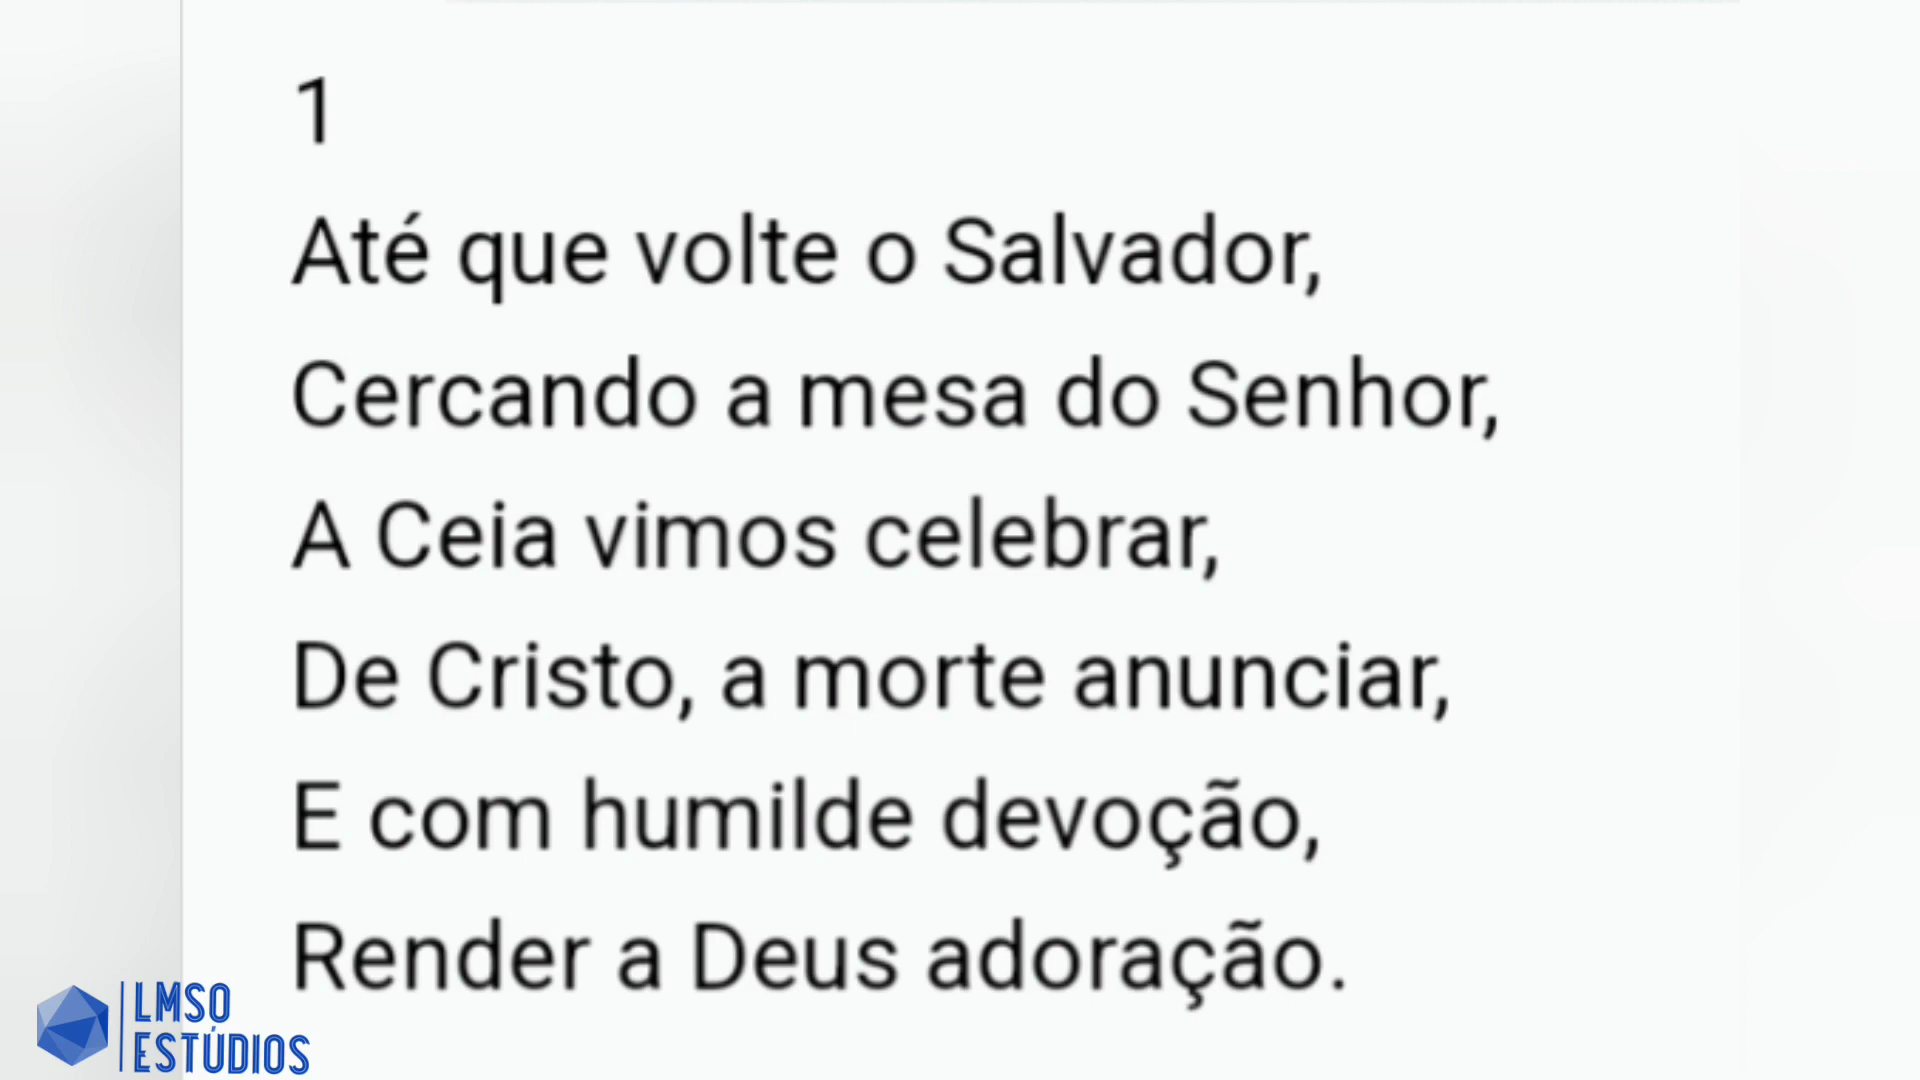 1
Até que volte o Salvador,
Cercando a mesa do Senhor,
A Ceia vimos celebrar,
De Cristo, a morte anunciar,
E com humilde devoção,
Render a Deus adoração.
LMSO
ESTÚDIOS